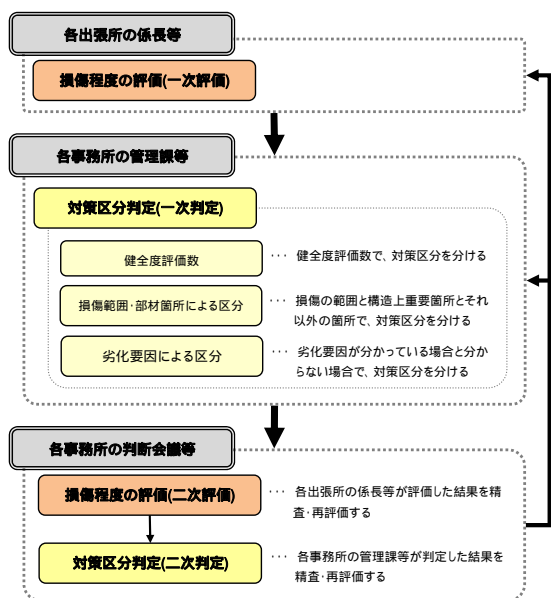 各出張所の係長等
損傷程度の評価(一次評価)
各事務所の管理課等
対策区分判定(一次判定)
健全度評価数
･･･ 健全度評価数で、対策区分を分ける
損傷範囲･部材箇所による区分
･･･ 損傷の範囲と構造上重要箇所とそれ
以外の箇所で、対策区分を分ける
劣化要因による区分
･･･ 劣化要因が分かっている場合と分か
らない場合で、対策区分を分ける
各事務所の判断会議等
損傷程度の評価(二次評価)
･･･ 各出張所の係長等が評価した結果を精
査･再評価する
対策区分判定(二次判定)
･･･ 各事務所の管理課等が判定した結果を
精査･再評価する